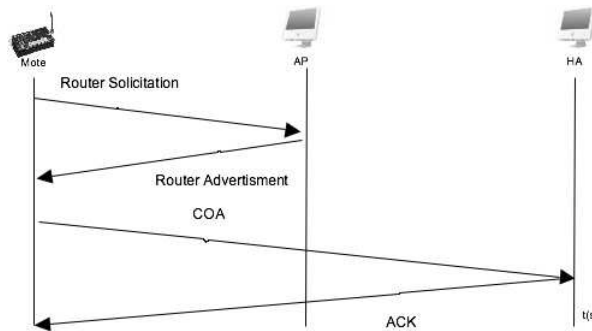 Mote
AP
HA
Router Solicitation
Router Advertisment
COA
ACK
t(s